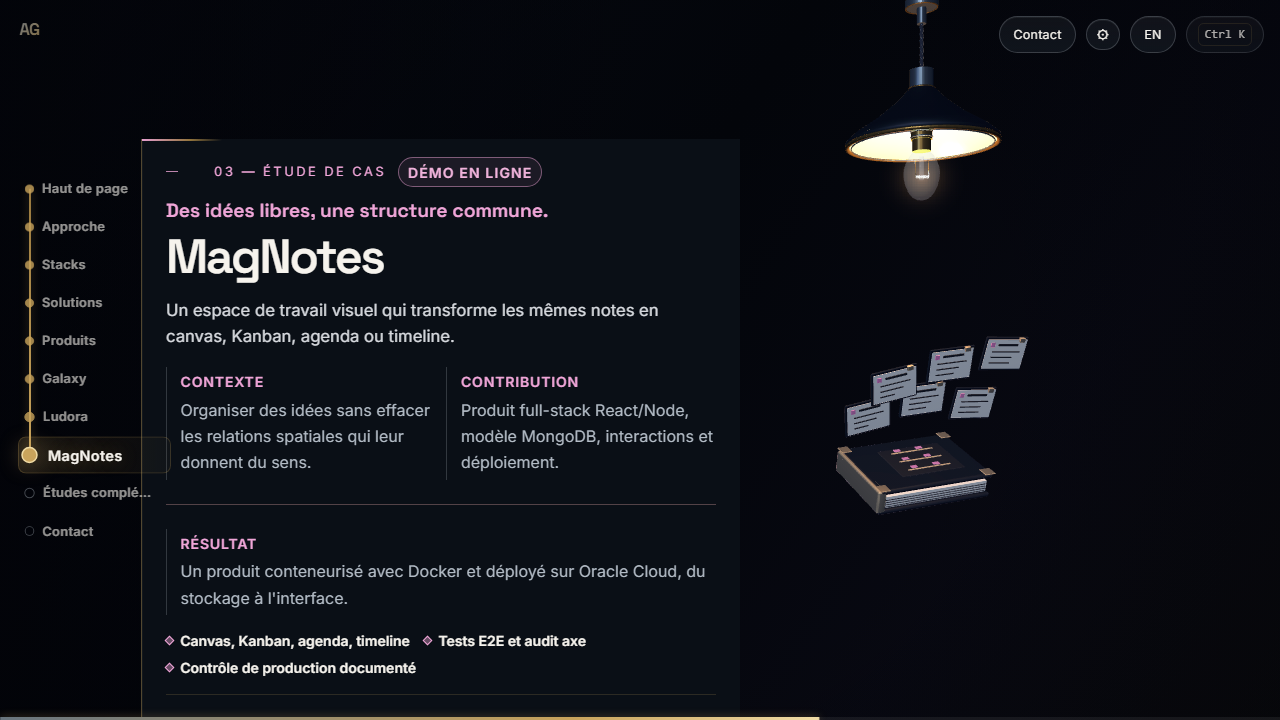 AG
Contact
EN
Ctrl K
Haut de page
Approche
Stacks
Solutions
Produits
Galaxy
Ludora
MagNotes
Études complé...
Contact
— 03 — ÉTUDE DE CAS DÉMO EN LIGNE
Des idées libres, une structure commune.
MagNotes
Un espace de travail visuel qui transforme les mêmes notes en
canvas, Kanban, agenda ou timeline.
CONTEXTE
Organiser des idées sans effacer
les relations spatiales qui leur
donnent du sens.
CONTRIBUTION
Produit full-stack React/Node,
modèle MongoDB, interactions et
déploiement.
RÉSULTAT
Un produit conteneurisé avec Docker et déployé sur Oracle Cloud, du
stockage à l'interface.
Canvas, Kanban, agenda, timeline
Tests E2E et audit axe
Contrôle de production documenté